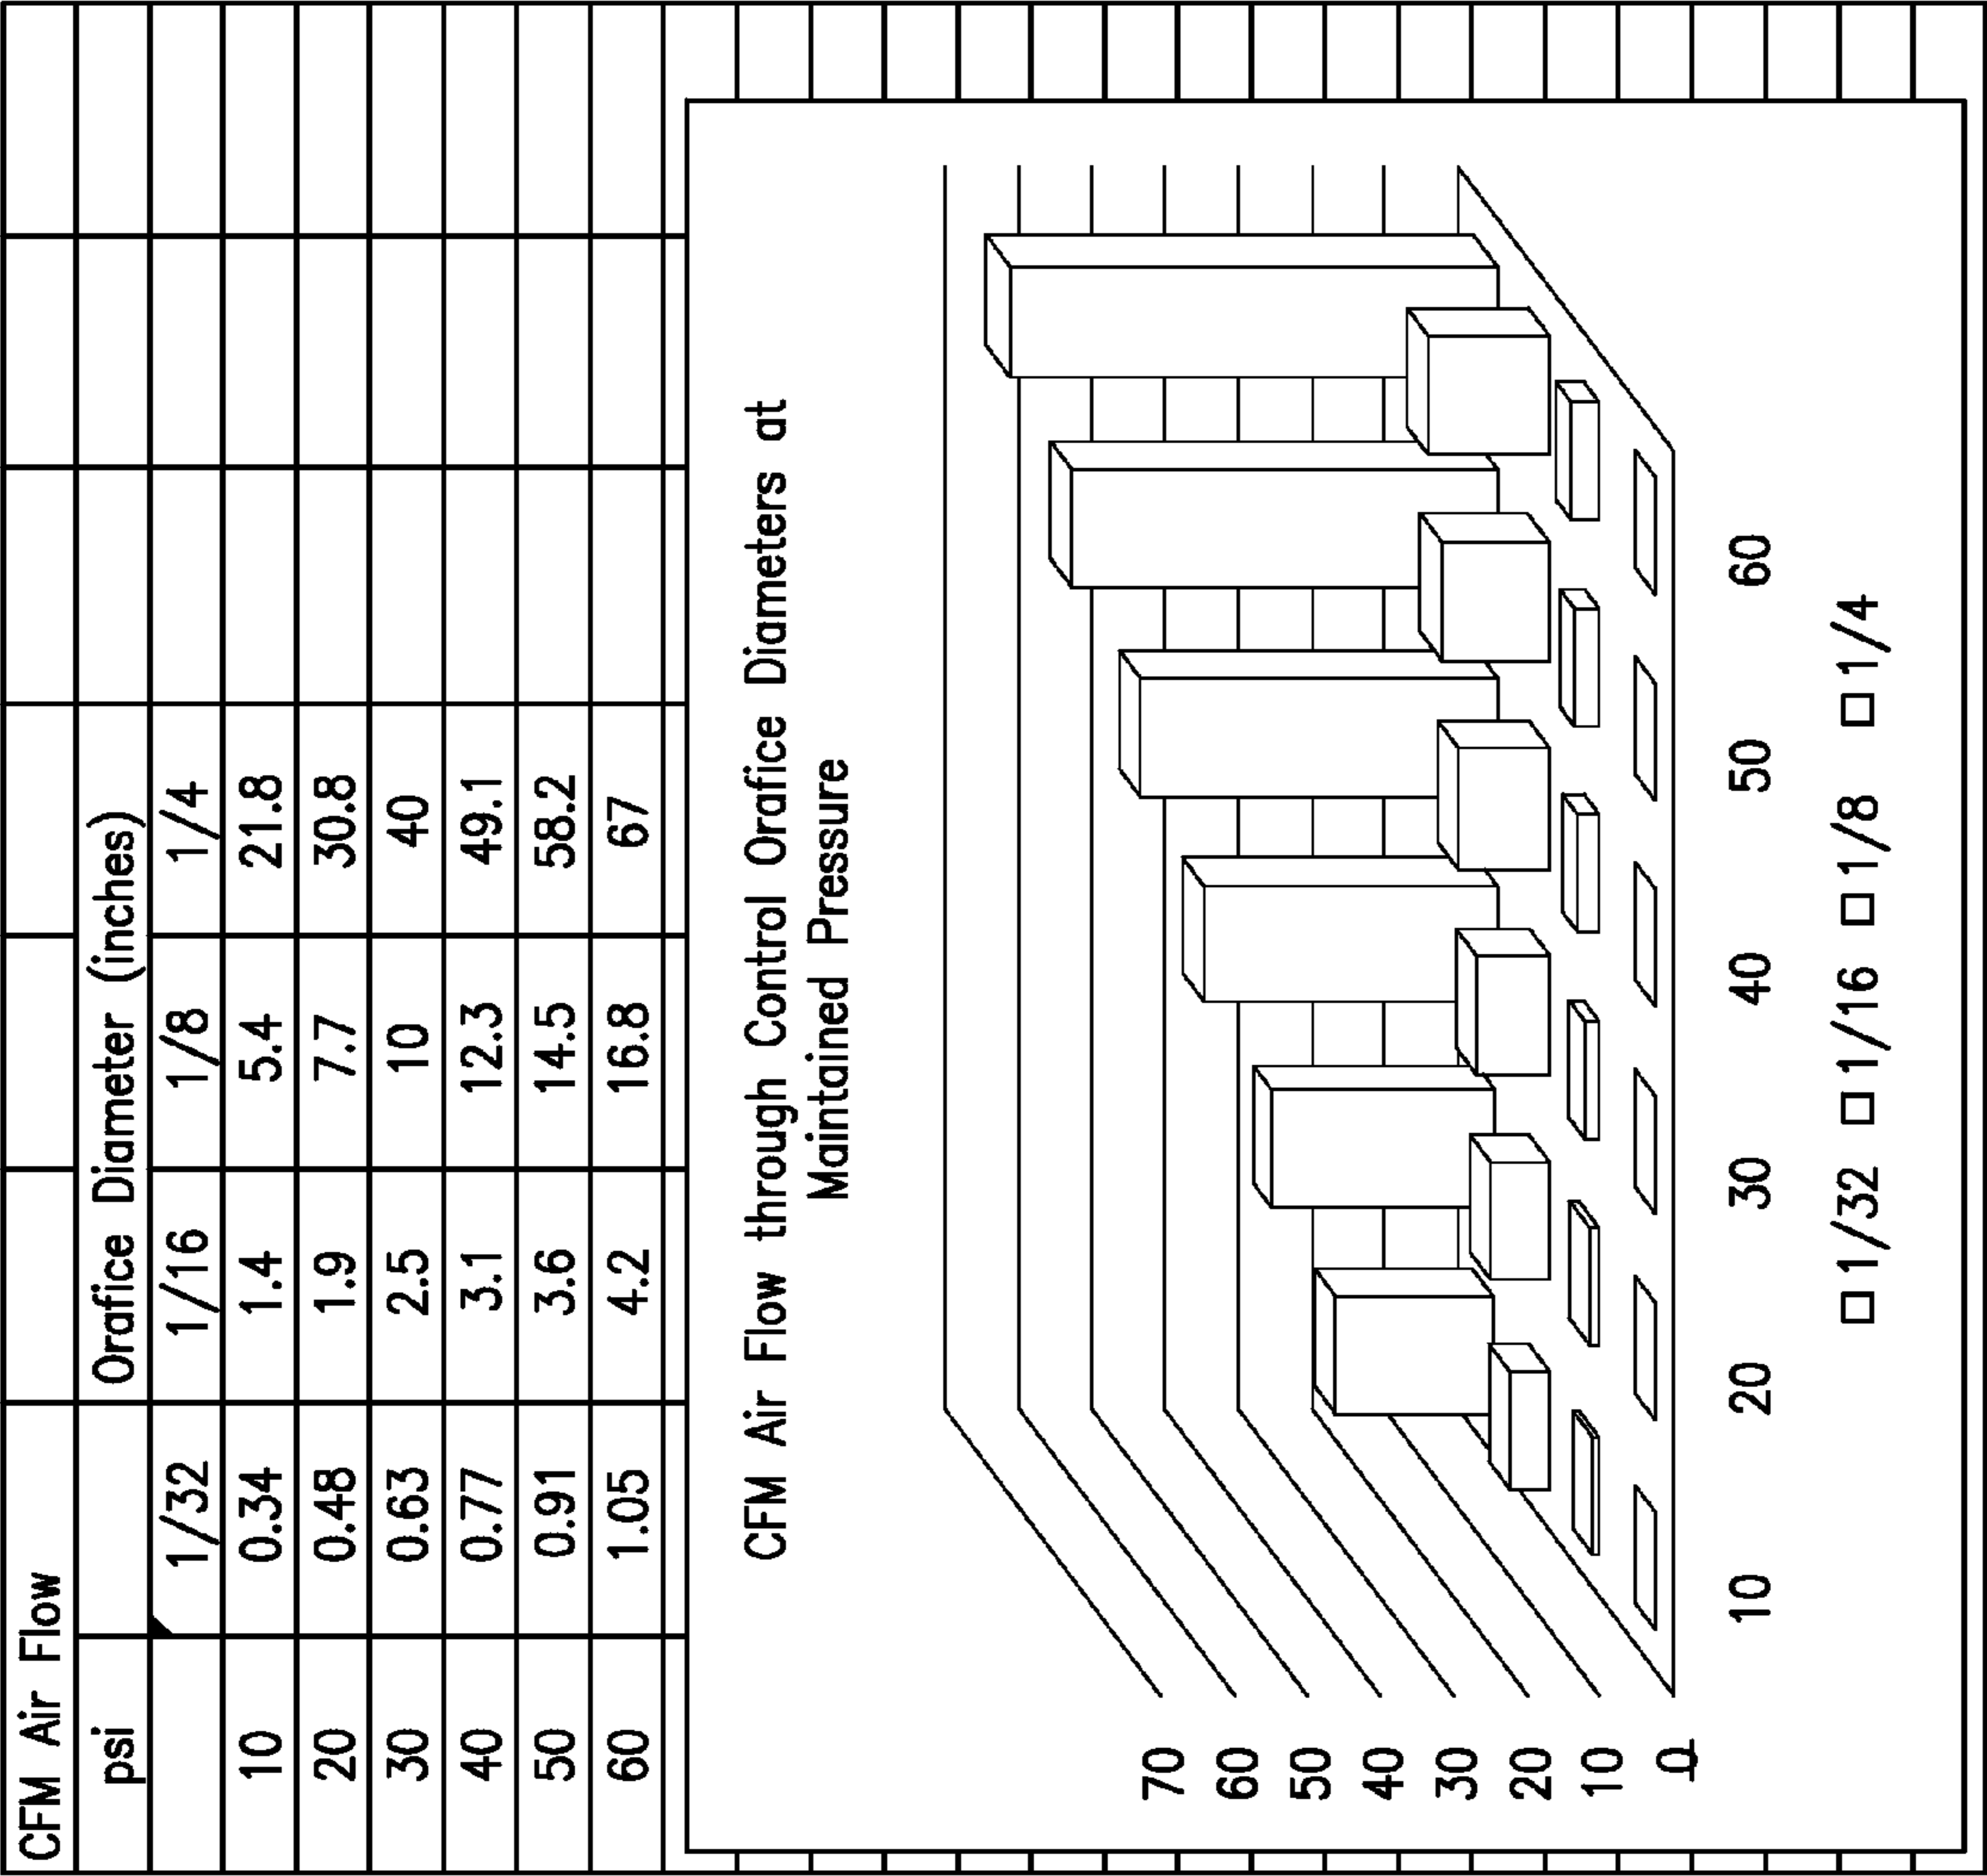 CFM Air Flow
psi Orafice Diameter (inches)
1/32 1/16 1/8 1/4
10 0.34 1.4 5.4 21.8
20 0.48 1.9 7.7 30.8
30 0.63 2.5 10 40
40 0.77 3.1 12.3 49.1
50 0.91 3.6 14.5 58.2
60 1.05 4.2 16.8 67
CFM Air Flow through Control Orafice Diameters at
Maintained Pressure
70
60
50
40
30
20
10
0
10 20 30 40 50 60
1/32 1/16 1/8 1/4